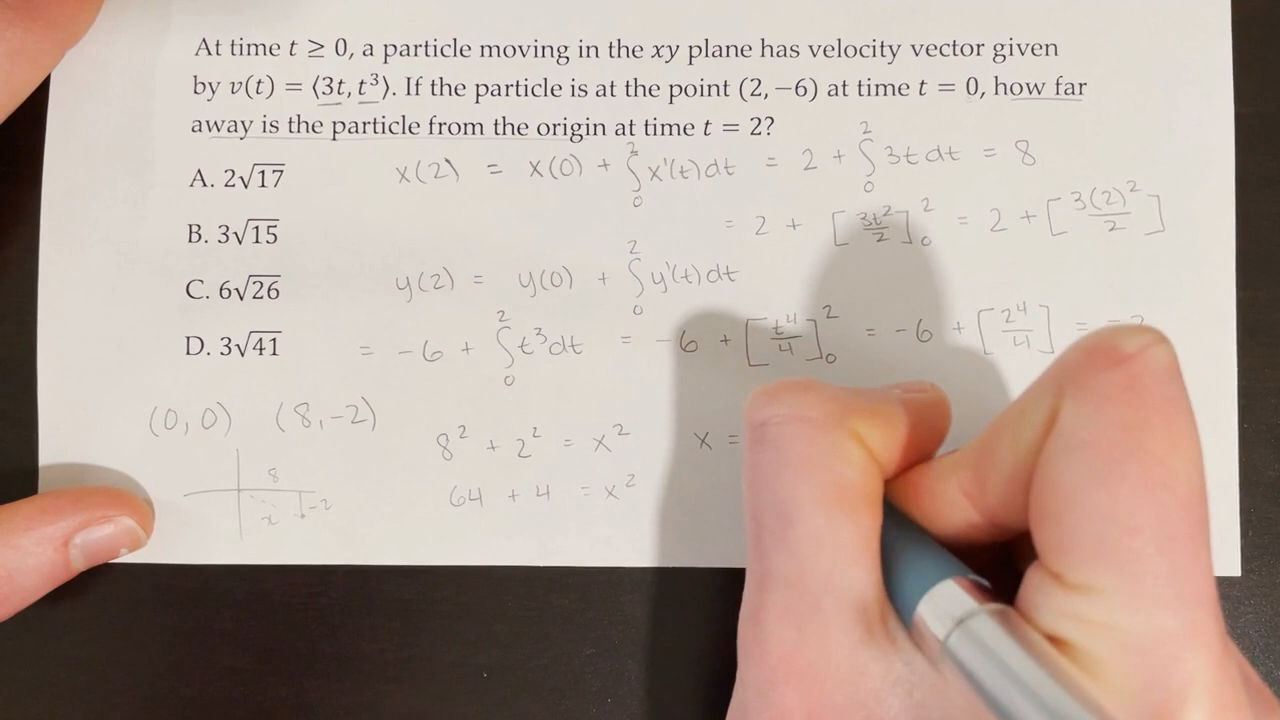 At time t ≥ 0, a particle moving in the xy plane has velocity vector given
by v(t) = ⟨3t, t³⟩. If the particle is at the point (2, −6) at time t = 0, how far
away is the particle from the origin at time t = 2?
A. 2√17
B. 3√15
C. 6√26
D. 3√41
x(2) = x(0) + ∫₀² x'(t)dt = 2 + ∫₀² 3t dt = 8
= 2 + [3t²/2]₀² = 2 + [3(2)²/2]
y(2) = y(0) + ∫₀² y'(t)dt
= -6 + ∫₀² t³dt = -6 + [t⁴/4]₀² = -6 + [2⁴/4] = -2
(0,0) (8,-2)
8
x
-2
8² + 2² = x²
64 + 4 = x²
x =